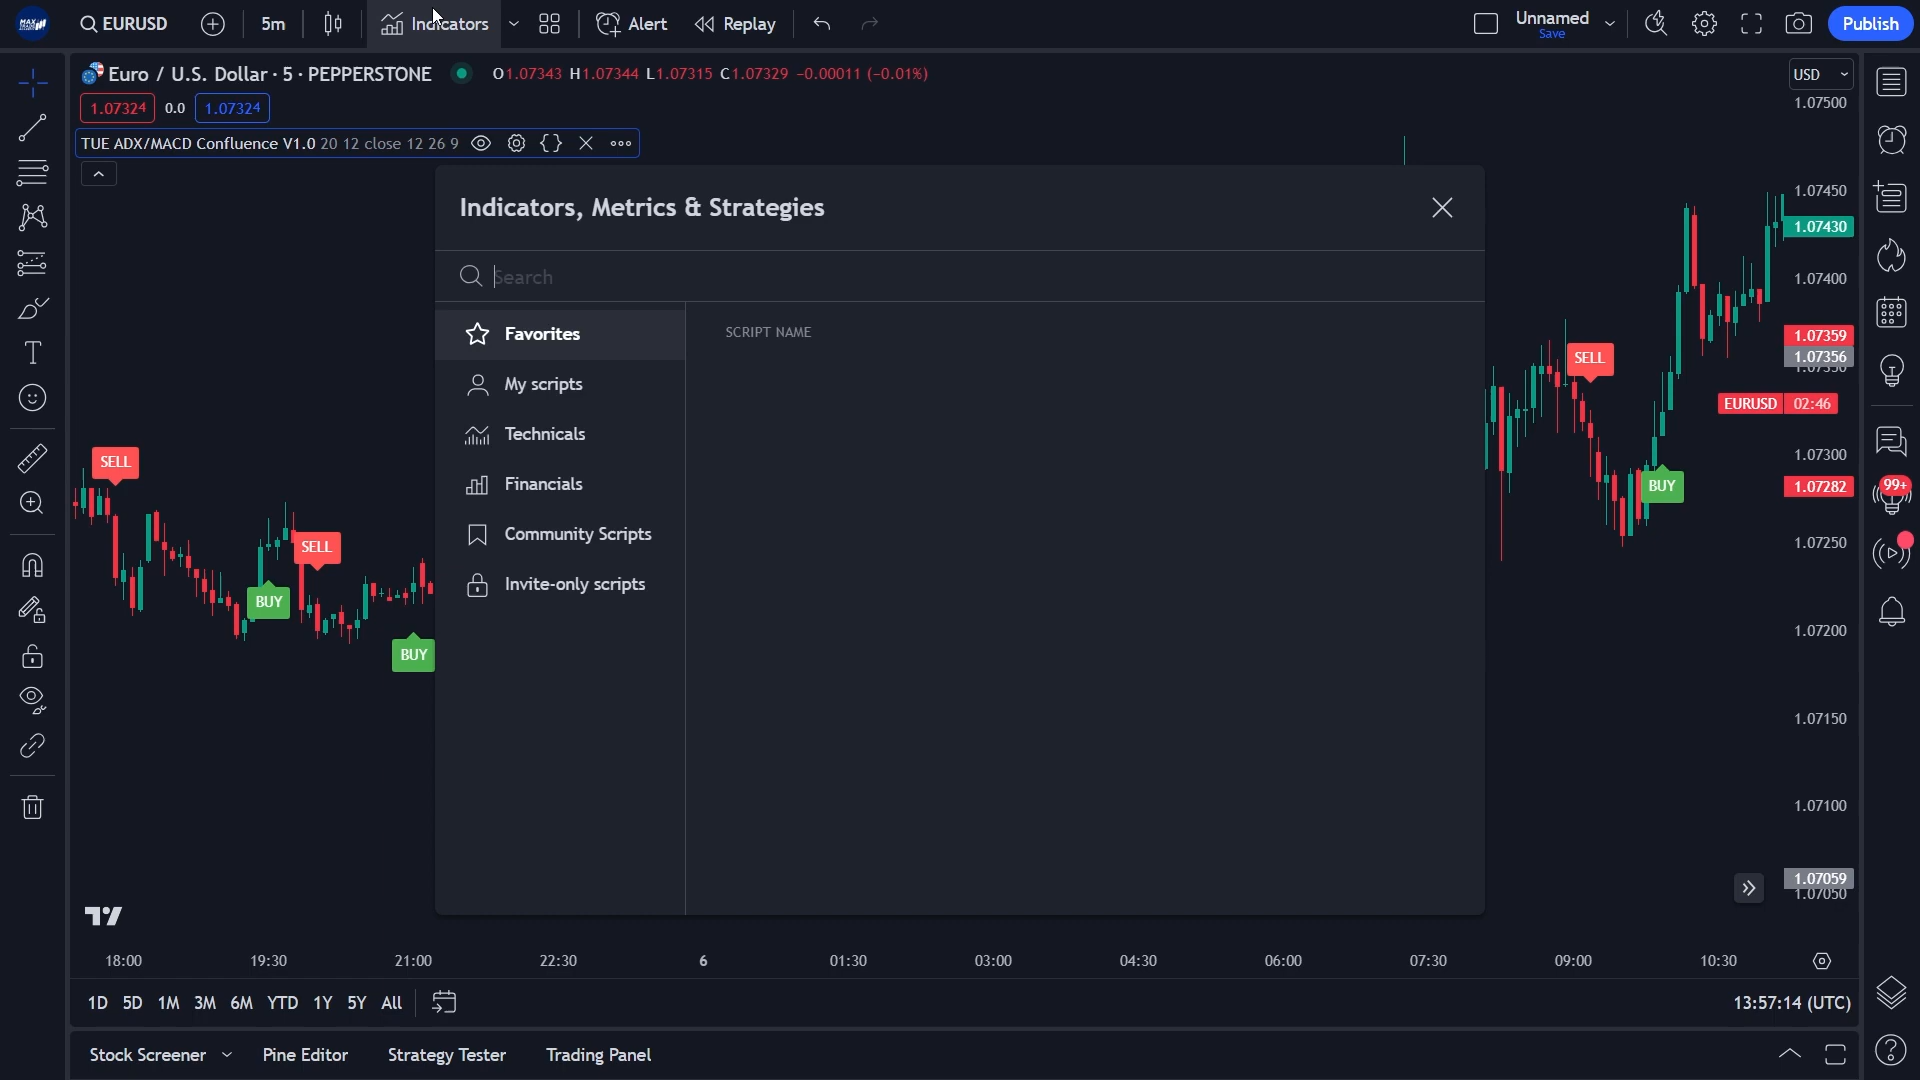 EURUSD
5m
Indicators
Alert
Replay
Unnamed
Save
Publish
Euro / U.S. Dollar · 5 · PEPPERSTONE
O1.07343 H1.07344 L1.07315 C1.07329 -0.00011 (-0.01%)
USD
1.07500
1.07324
0.0
1.07324
TUE ADX/MACD Confluence V1.0 20 12 close 12 26 9
Indicators, Metrics & Strategies
Search
Favorites
SCRIPT NAME
My scripts
Technicals
Financials
Community Scripts
Invite-only scripts
SELL
BUY
SELL
BUY
SELL
BUY
1.07450
1.07430
1.07400
1.07359
1.07356
EURUSD 02:46
1.07300
99+
1.07282
1.07250
1.07200
1.07150
1.07100
1.07059
1.07050
18:00
19:30
21:00
22:30
6
01:30
03:00
04:30
06:00
07:30
09:00
10:30
1D 5D 1M 3M 6M YTD 1Y 5Y All
13:57:14 (UTC)
Stock Screener
Pine Editor
Strategy Tester
Trading Panel